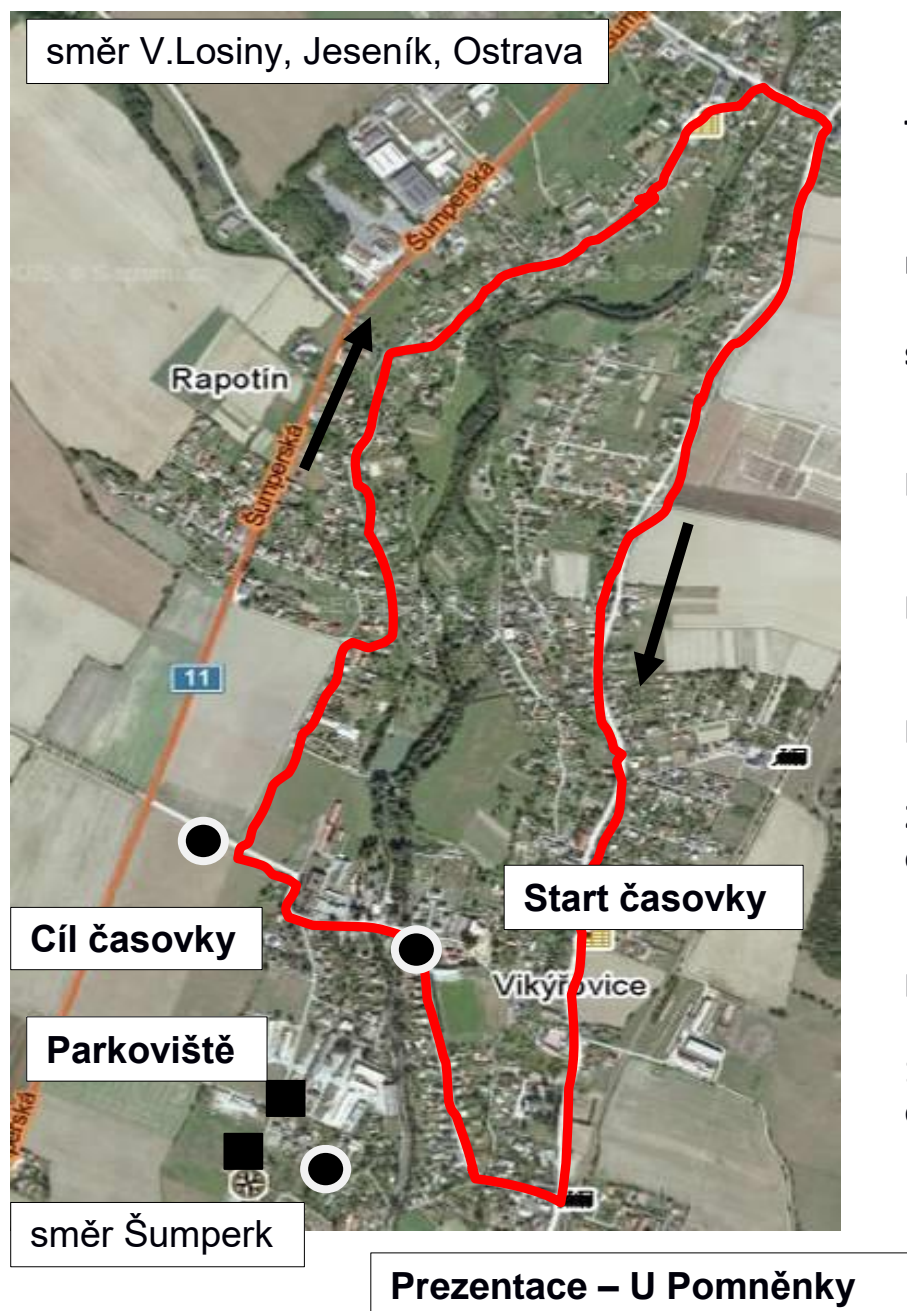 směr V.Losiny, Jeseník, Ostrava
Šumperská
Rapotín
Šumperská
11
Start časovky
Cíl časovky
Vikýřovice
Parkoviště
směr Šumperk
Prezentace – U Pomněnky